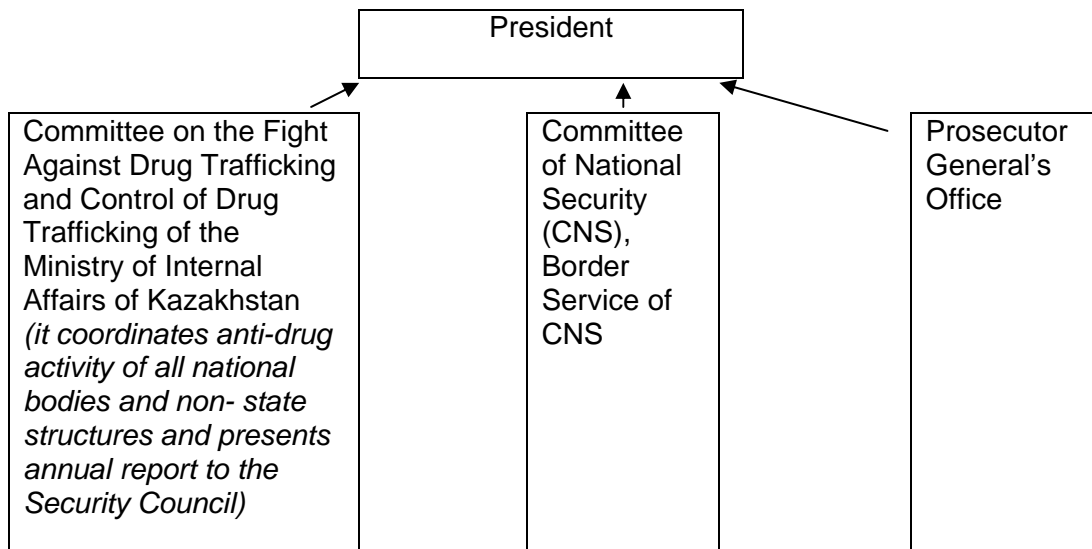 President
Committee on the Fight
Against Drug Trafficking
and Control of Drug
Trafficking of the
Ministry of Internal
Affairs of Kazakhstan
(it coordinates anti-drug
activity of all national
bodies and non- state
structures and presents
annual report to the
Security Council)
Committee
of National
Security
(CNS),
Border
Service of
CNS
Prosecutor
General’s
Office